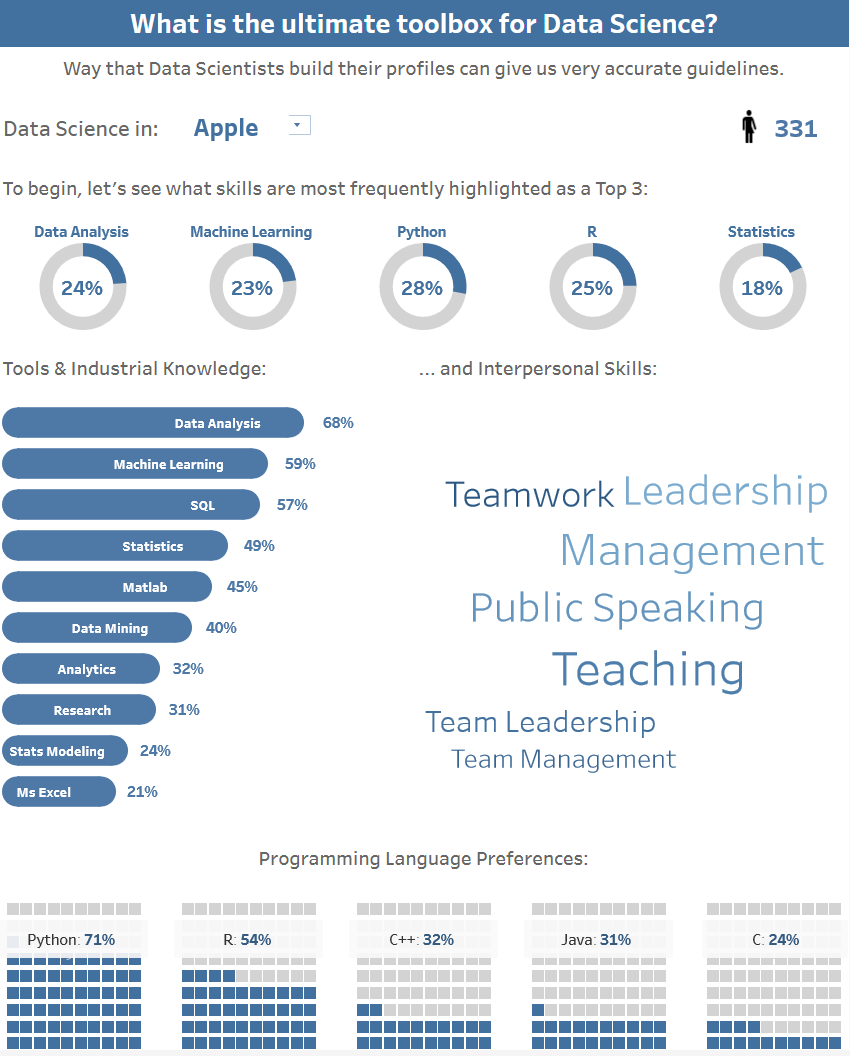 What is the ultimate toolbox for Data Science?
Way that Data Scientists build their profiles can give us very accurate guidelines.
Data Science in: Apple 331
To begin, let's see what skills are most frequently highlighted as a Top 3:
Data Analysis Machine Learning Python R Statistics
24% 23% 28% 25% 18%
Tools & Industrial Knowledge: ... and Interpersonal Skills:
Data Analysis 68%
Machine Learning 59%
SQL 57%
Statistics 49%
Matlab 45%
Data Mining 40%
Analytics 32%
Research 31%
Stats Modeling 24%
Ms Excel 21%
Teamwork Leadership
Management
Public Speaking
Teaching
Team Leadership
Team Management
Programming Language Preferences:
Python: 71% R: 54% C++: 32% Java: 31% C: 24%